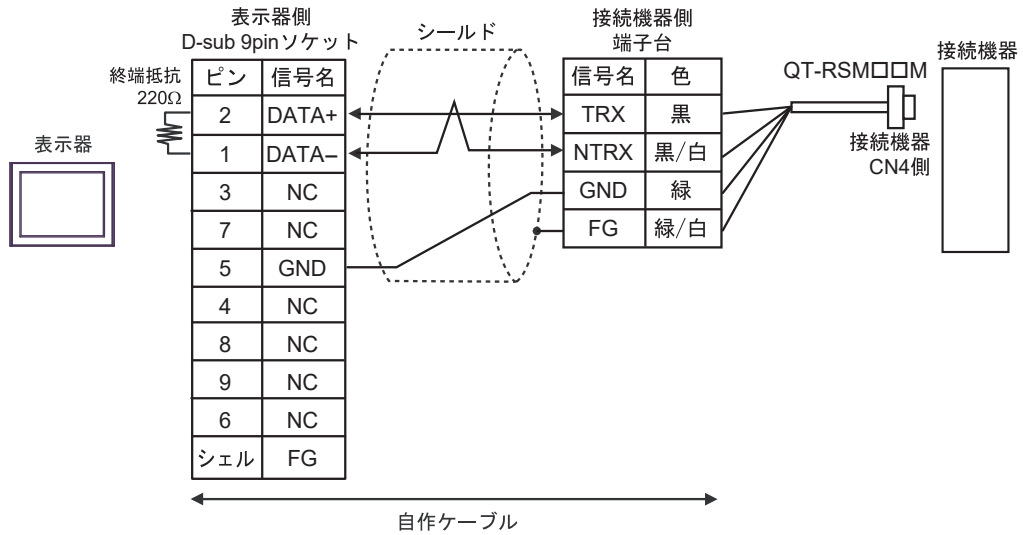 表示器側
D-sub 9pinソケット
シールド
接続機器側
端子台
接続機器
終端抵抗
220Ω
ピン 信号名
信号名 色
QT-RSM□□M
2 DATA+
TRX 黒
表示器
1 DATA−
NTRX 黒/白
接続機器
CN4側
3 NC
GND 緑
7 NC
FG 緑/白
5 GND
4 NC
8 NC
9 NC
6 NC
シェル FG
自作ケーブル